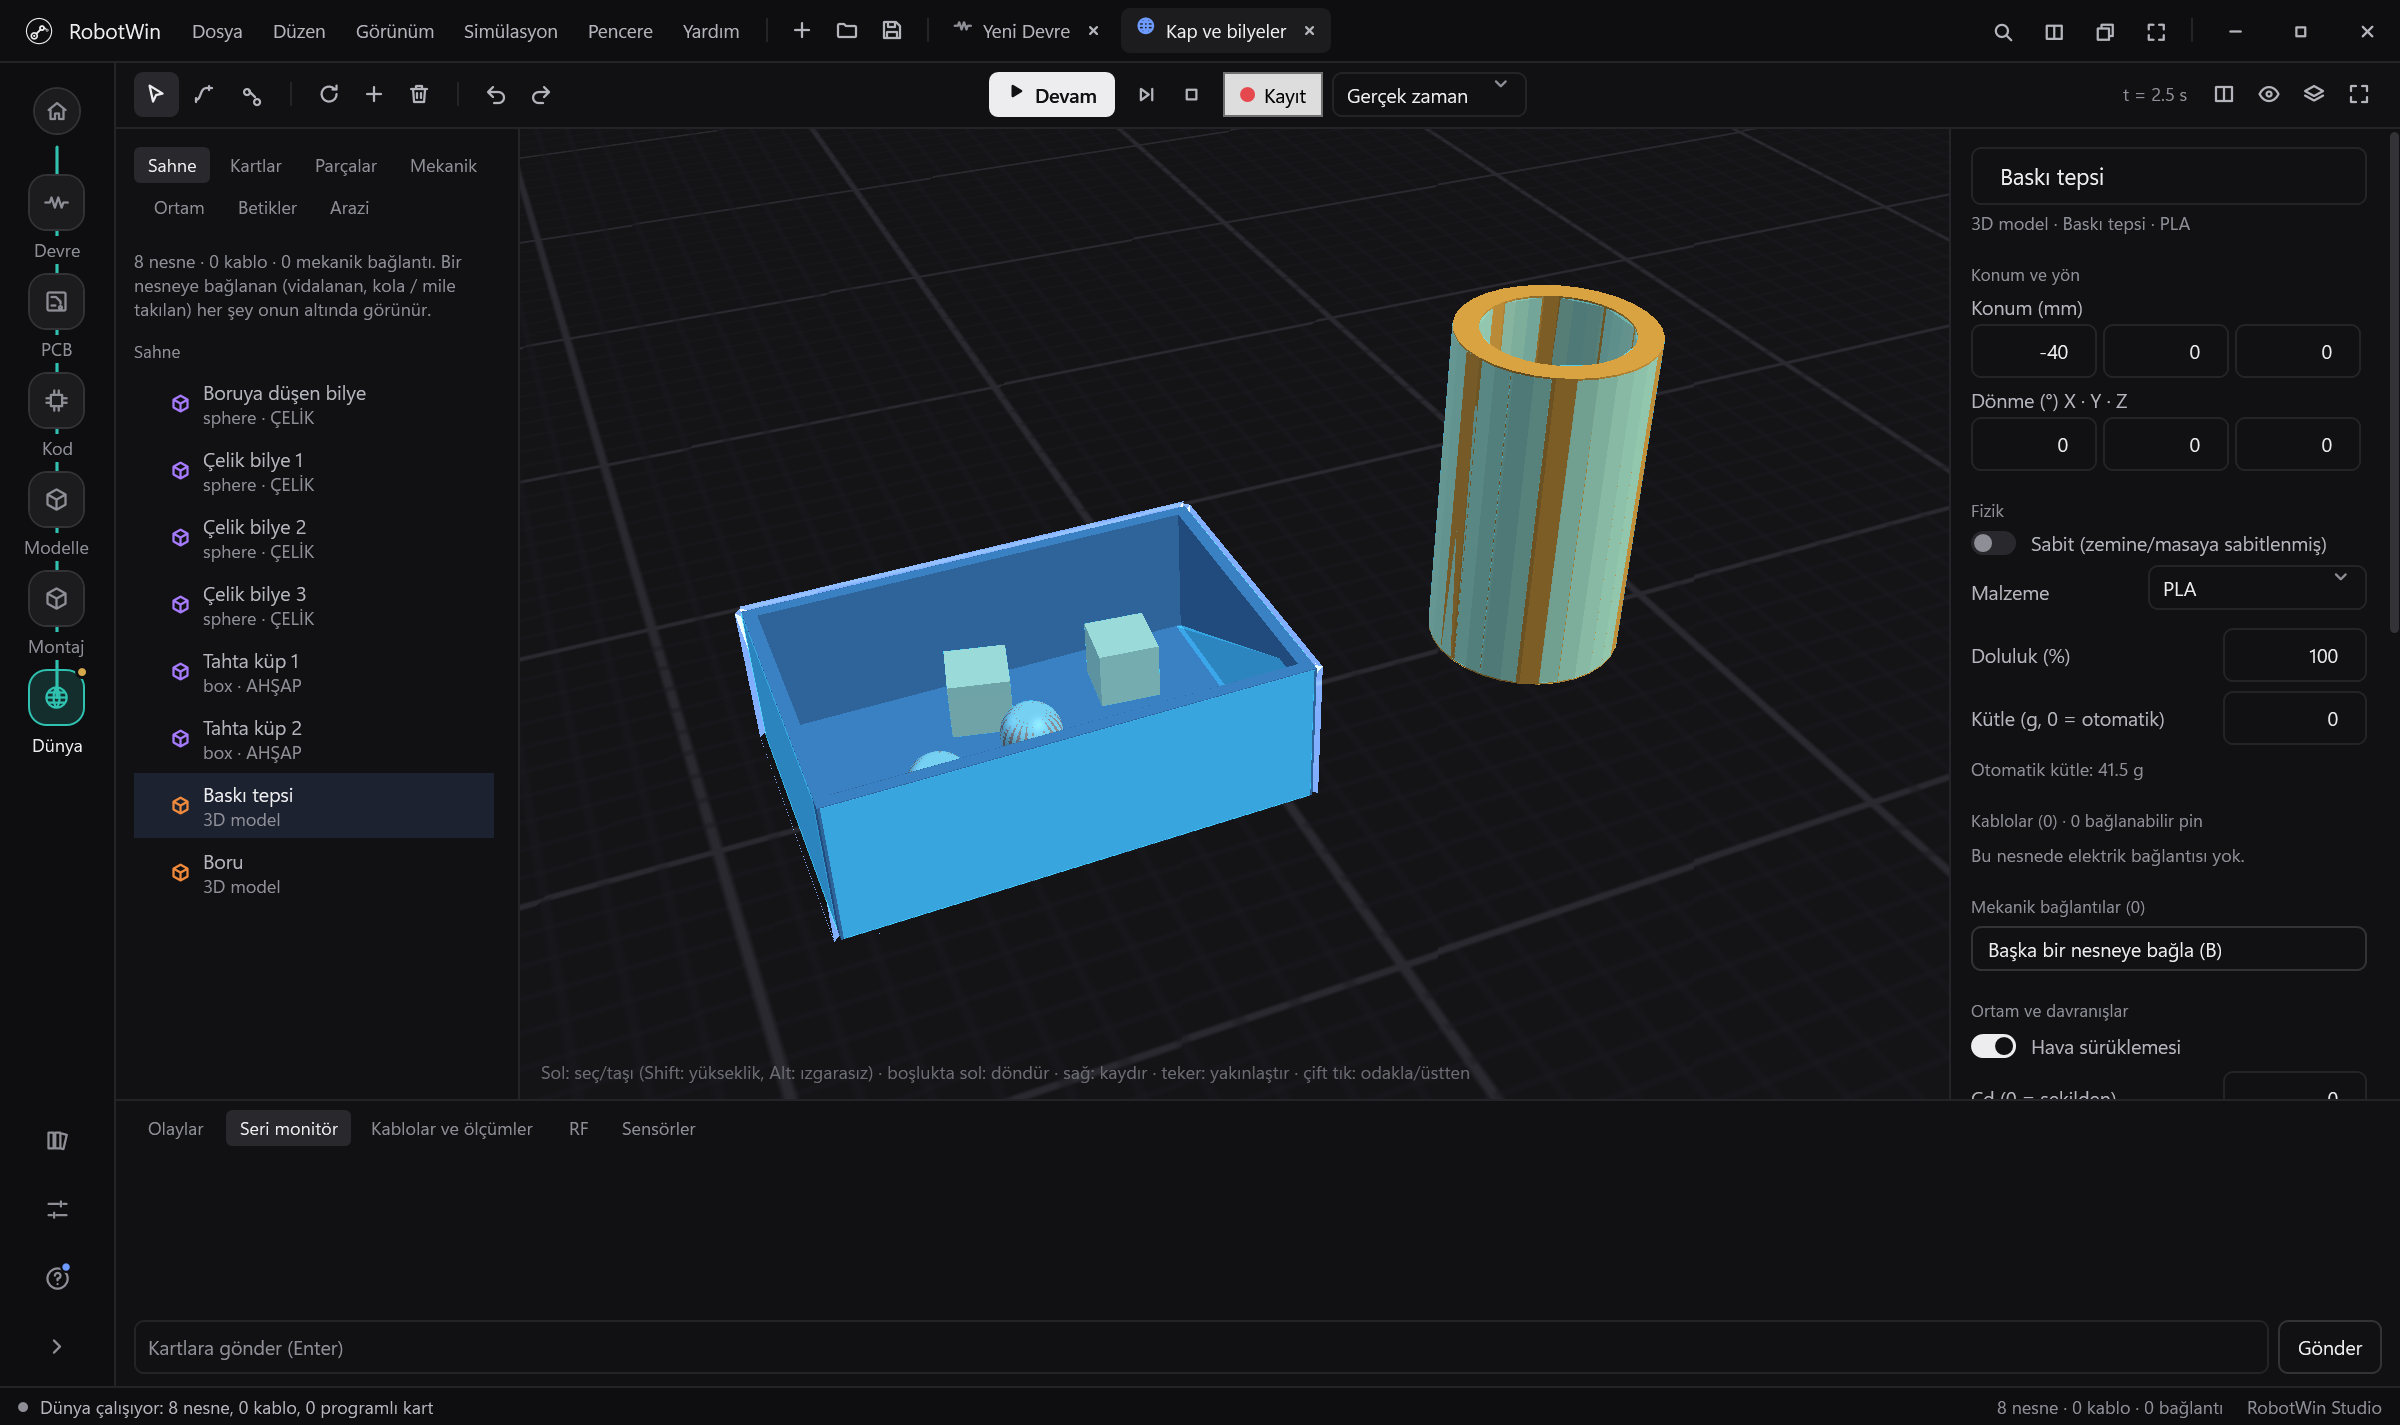 RobotWin Dosya Düzen Görünüm Simülasyon Pencere Yardım Yeni Devre Kap ve bilyeler
Devam Kayıt Gerçek zaman t = 2.5 s
Devre
PCB
Kod
Modelle
Montaj
Dünya
Sahne Kartlar Parçalar Mekanik
Ortam Betikler Arazi
8 nesne · 0 kablo · 0 mekanik bağlantı. Bir
nesneye bağlanan (vidalanan, kola / mile
takılan) her şey onun altında görünür.
Sahne
Boruya düşen bilye
sphere · ÇELİK
Çelik bilye 1
sphere · ÇELİK
Çelik bilye 2
sphere · ÇELİK
Çelik bilye 3
sphere · ÇELİK
Tahta küp 1
box · AHŞAP
Tahta küp 2
box · AHŞAP
Baskı tepsi
3D model
Boru
3D model
Sol: seç/taşı (Shift: yükseklik, Alt: ızgarasız) · boşlukta sol: döndür · sağ: kaydır · teker: yakınlaştır · çift tık: odakla/üstten
Baskı tepsi
3D model · Baskı tepsi · PLA
Konum ve yön
Konum (mm)
-40 0 0
Dönme (°) X · Y · Z
0 0 0
Fizik
Sabit (zemine/masaya sabitlenmiş)
Malzeme PLA
Doluluk (%) 100
Kütle (g, 0 = otomatik) 0
Otomatik kütle: 41.5 g
Kablolar (0) · 0 bağlanabilir pin
Bu nesnede elektrik bağlantısı yok.
Mekanik bağlantılar (0)
Başka bir nesneye bağla (B)
Ortam ve davranışlar
Hava sürüklemesi
Cd (0 = şekilden) 0
Olaylar Seri monitör Kablolar ve ölçümler RF Sensörler
Kartlara gönder (Enter) Gönder
Dünya çalışıyor: 8 nesne, 0 kablo, 0 programlı kart 8 nesne · 0 kablo · 0 bağlantı RobotWin Studio